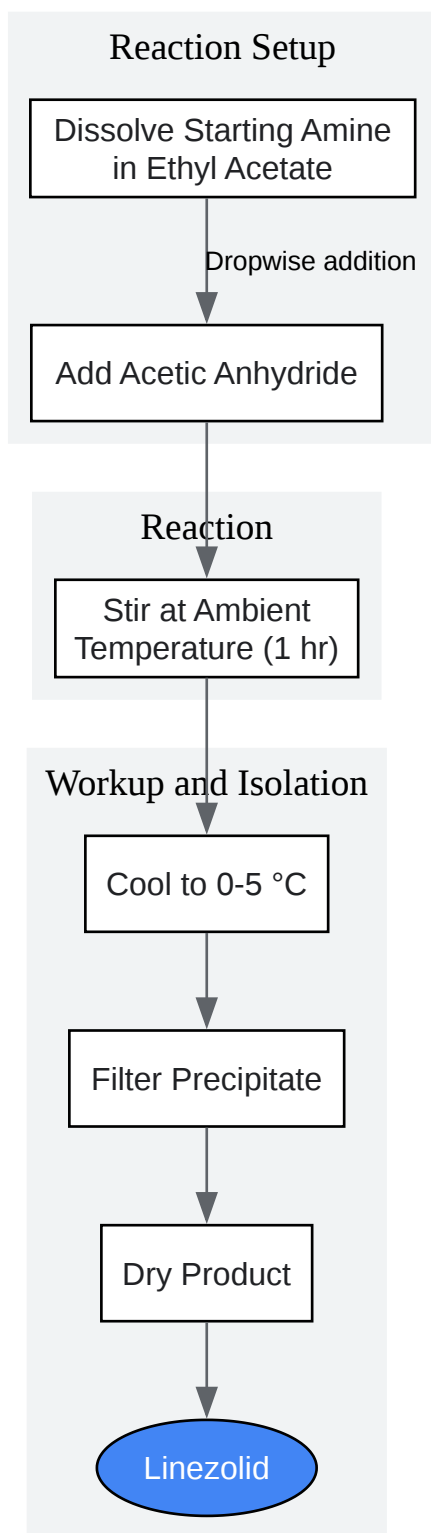 Reaction Setup
Dissolve Starting Amine
in Ethyl Acetate
Dropwise addition
Add Acetic Anhydride
Reaction
Stir at Ambient
Temperature (1 hr)
Workup and Isolation
Cool to 0-5 °C
Filter Precipitate
Dry Product
Linezolid